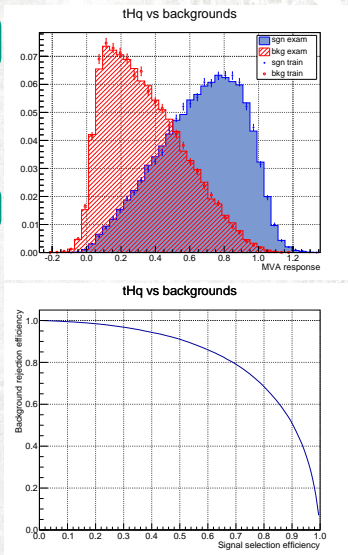 tHq vs backgrounds
sgn exam
bkg exam
sgn train
bkg train
0.07
0.06
0.05
0.04
0.03
0.02
0.01
0.00
-0.2 0.0 0.2 0.4 0.6 0.8 1.0 1.2
MVA response
tHq vs backgrounds
Background rejection efficiency
1.0
0.8
0.6
0.4
0.2
0.0
0.0 0.1 0.2 0.3 0.4 0.5 0.6 0.7 0.8 0.9 1.0
Signal selection efficiency